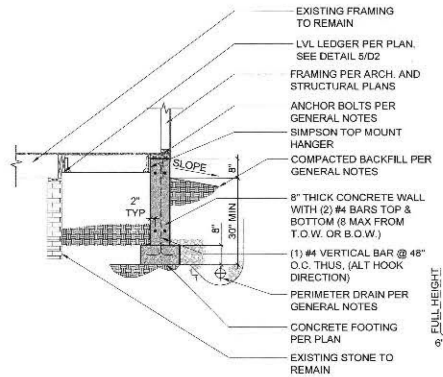 EXISTING FRAMING
TO REMAIN
LVL LEDGER PER PLAN.
SEE DETAIL 5/D2
FRAMING PER ARCH. AND
STRUCTURAL PLANS
ANCHOR BOLTS PER
GENERAL NOTES
SIMPSON TOP MOUNT
HANGER
COMPACTED BACKFILL PER
GENERAL NOTES
8" THICK CONCRETE WALL
WITH (2) #4 BARS TOP &
BOTTOM (8 MAX FROM
T.O.W. OR B.O.W.)
(1) #4 VERTICAL BAR @ 48"
O.C. THUS, (ALT HOOK
DIRECTION)
PERIMETER DRAIN PER
GENERAL NOTES
CONCRETE FOOTING
PER PLAN
EXISTING STONE TO
REMAIN
SLOPE
8"
2"
TYP
8"
30" MIN
FULL HEIGHT